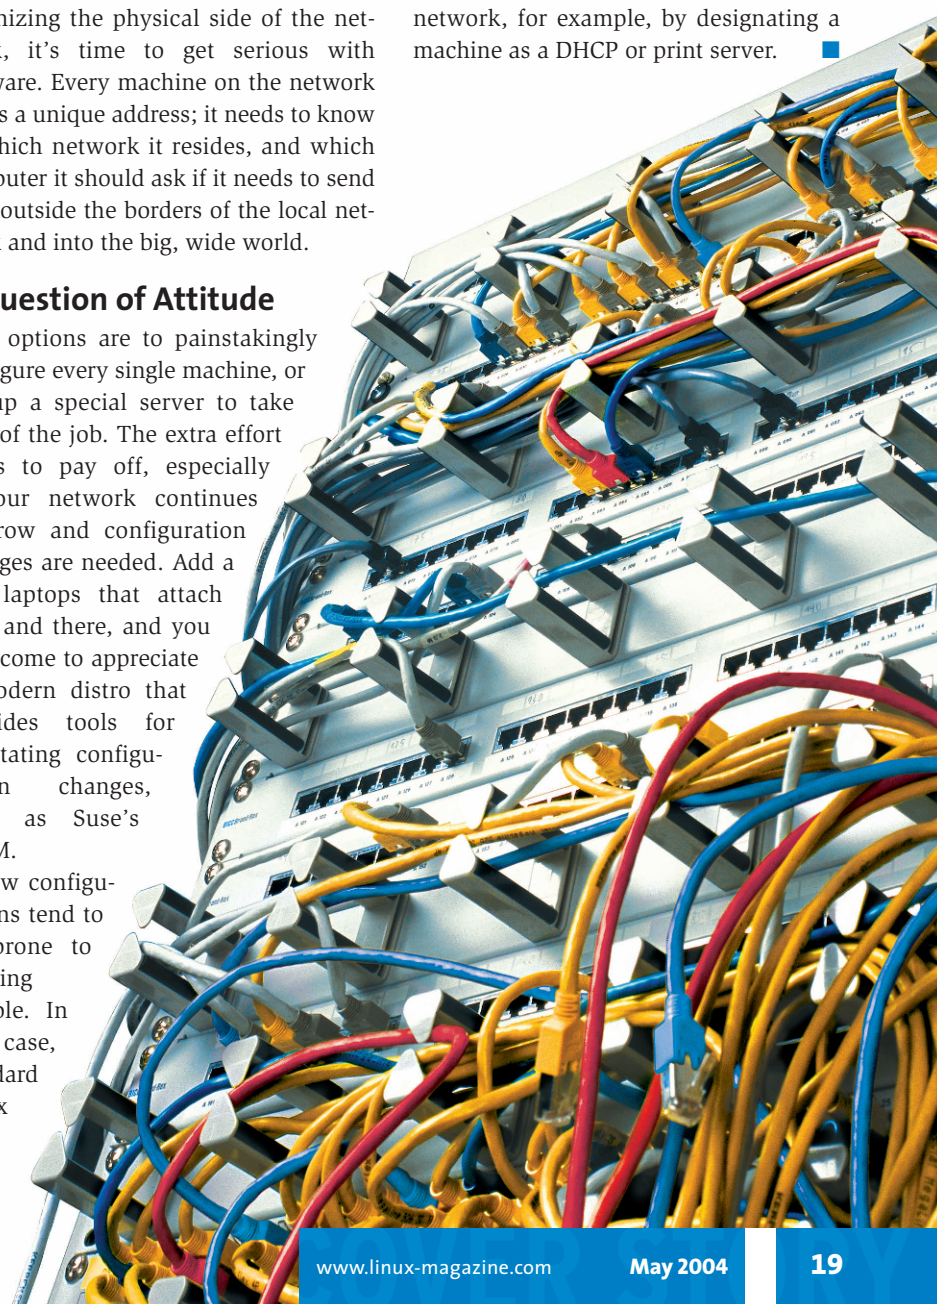 nizing the physical side of the net-
, it's time to get serious with
ware. Every machine on the network
s a unique address; it needs to know
hich network it resides, and which
puter it should ask if it needs to send
outside the borders of the local net-
and into the big, wide world.
uestion of Attitude
options are to painstakingly
igure every single machine, or
up a special server to take
of the job. The extra effort
s to pay off, especially
our network continues
row and configuration
ges are needed. Add a
laptops that attach
and there, and you
come to appreciate
odern distro that
ides tools for
tating configu-
n changes,
as Suse's
M.
w configu-
ns tend to
prone to
ing
ble. In
case,
dard
x
network, for example, by designating a
machine as a DHCP or print server.
COVER STORY
www.linux-magazine.com May 2004 19